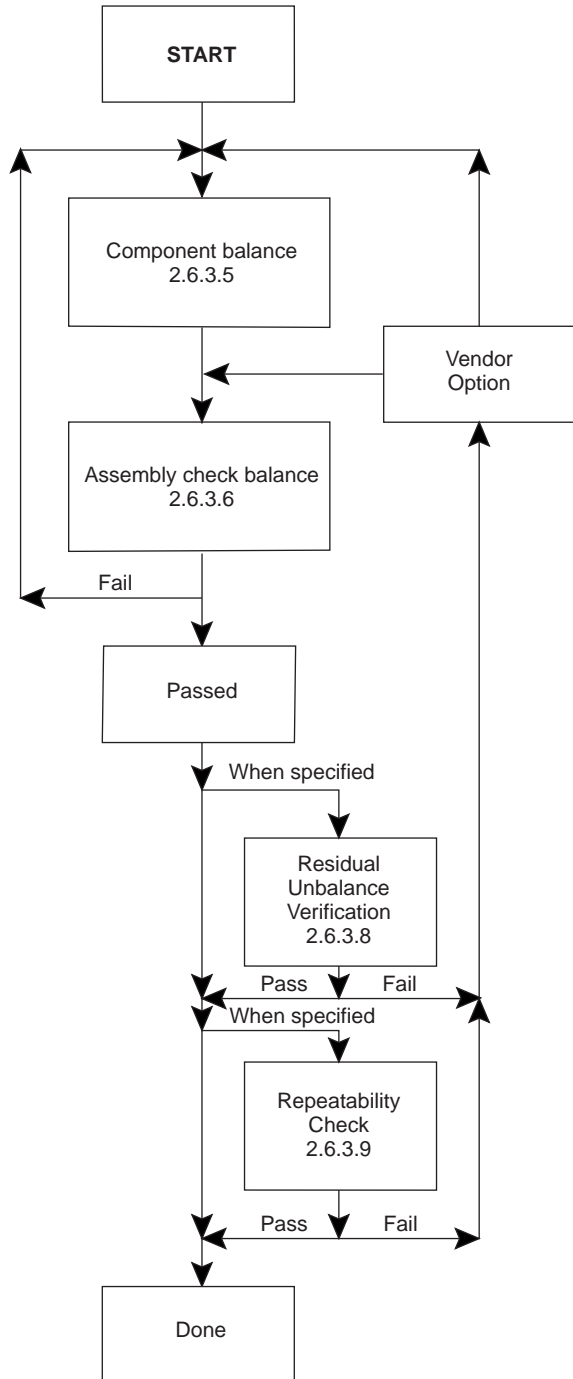 START
Component balance
2.6.3.5
Vendor
Option
Assembly check balance
2.6.3.6
Fail
Passed
When specified
Residual
Unbalance
Verification
2.6.3.8
Pass Fail
When specified
Repeatability
Check
2.6.3.9
Pass Fail
Done